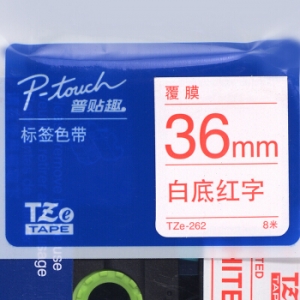 P-touch
普贴趣
标签色带
TZe
TAPE
覆膜
36mm
白底红字
TZe-262 8米
use